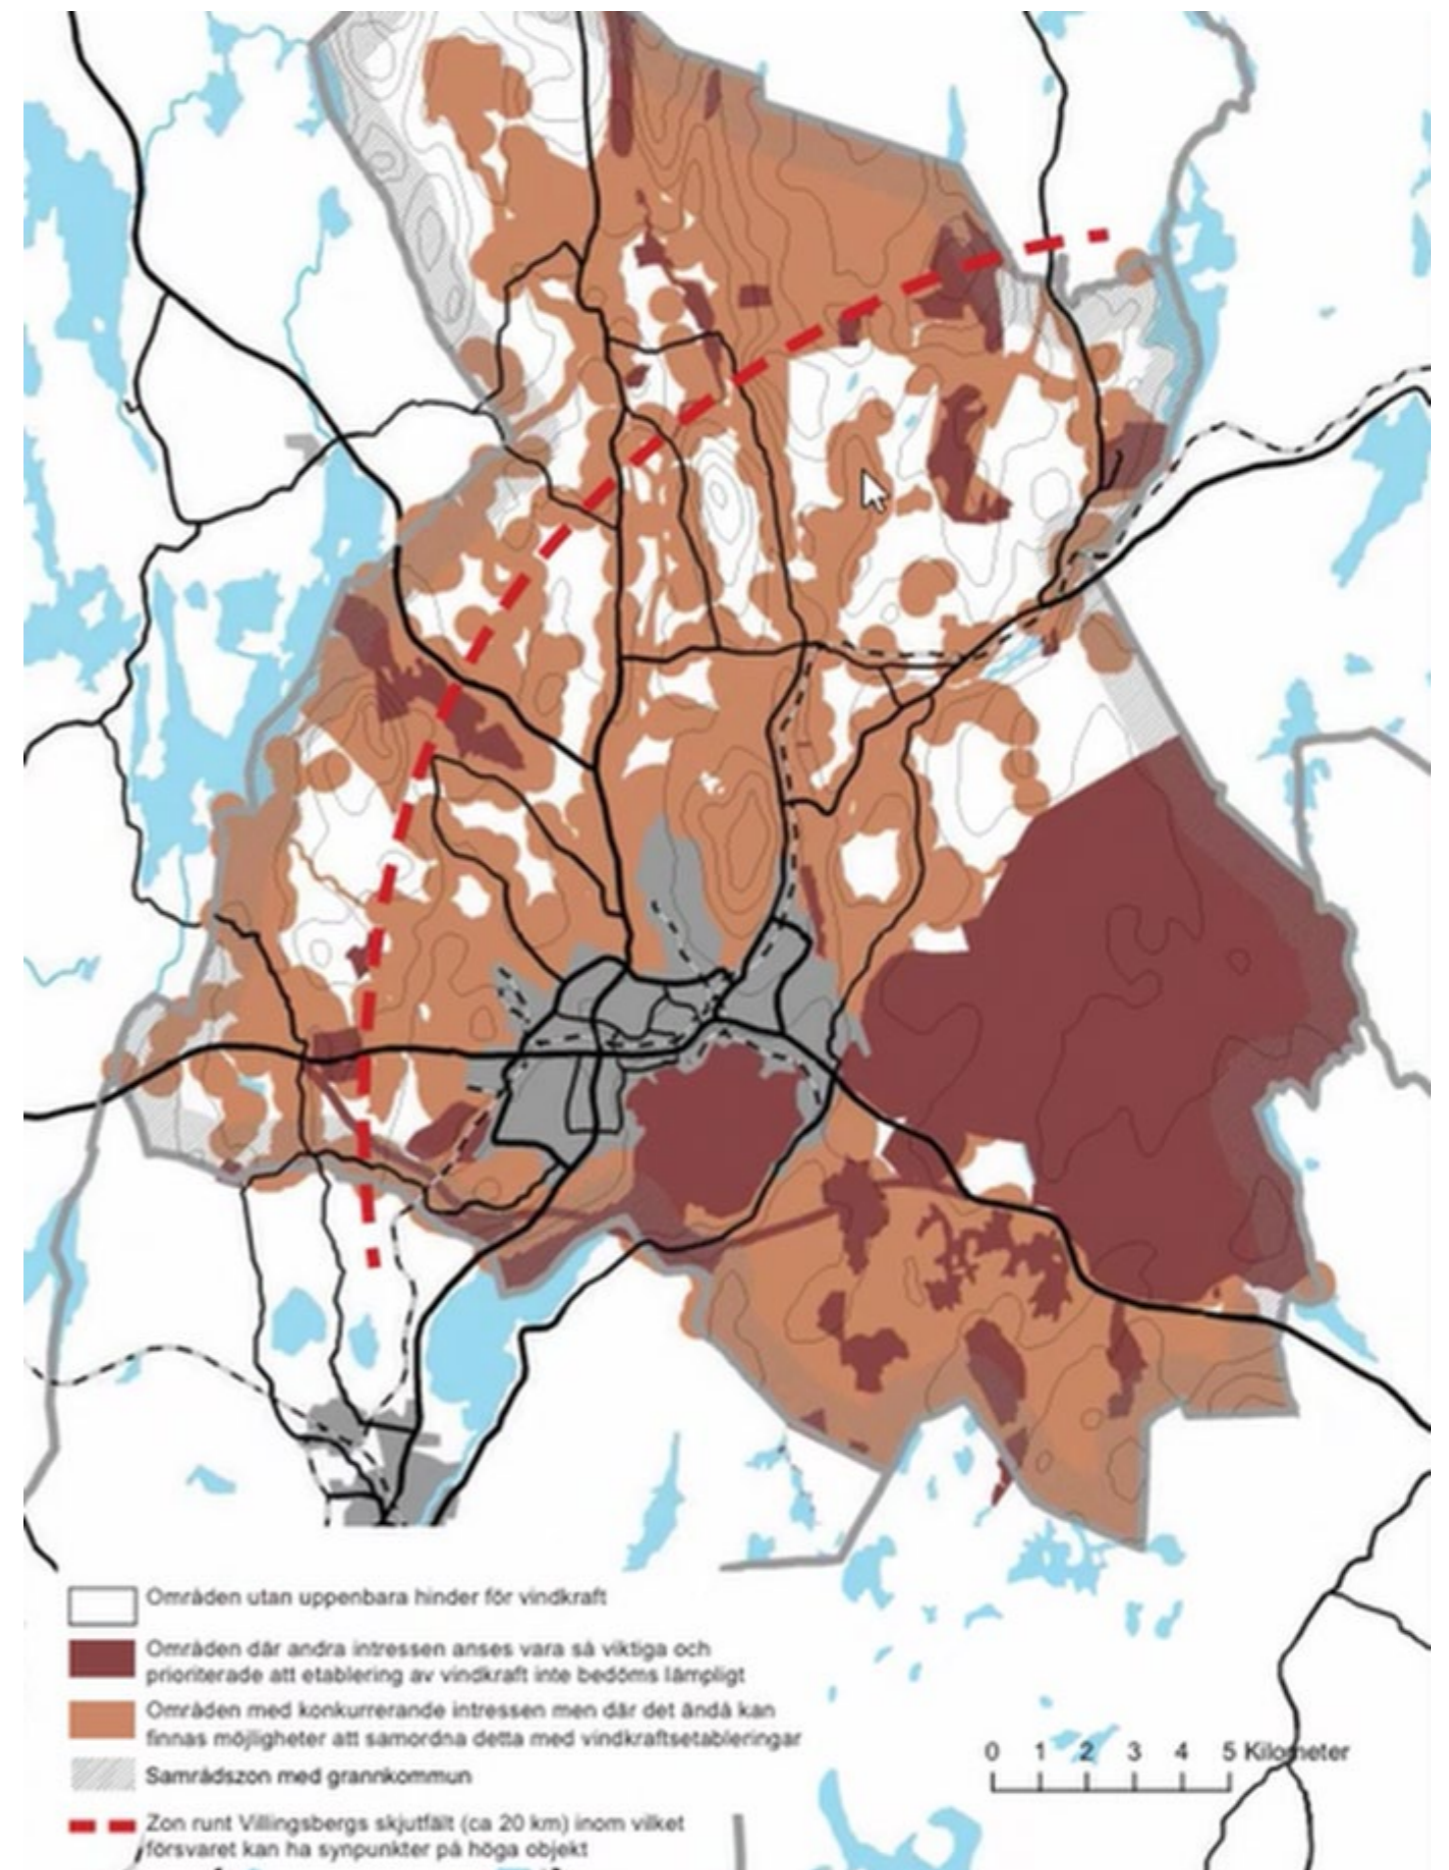 Områden utan uppenbara hinder för vindkraft
Områden där andra intressen anses vara så viktiga och
prioriterade att etablering av vindkraft inte bedöms lämpligt
Områden med konkurrerande intressen men där det ändå kan
finnas möjligheter att samordna detta med vindkraftsetableringar
Samrådszon med grannkommun
Zon runt Villingsbergs skjutfält (ca 20 km) inom vilket
försvaret kan ha synpunkter på höga objekt
0 1 2 3 4 5 Kilometer